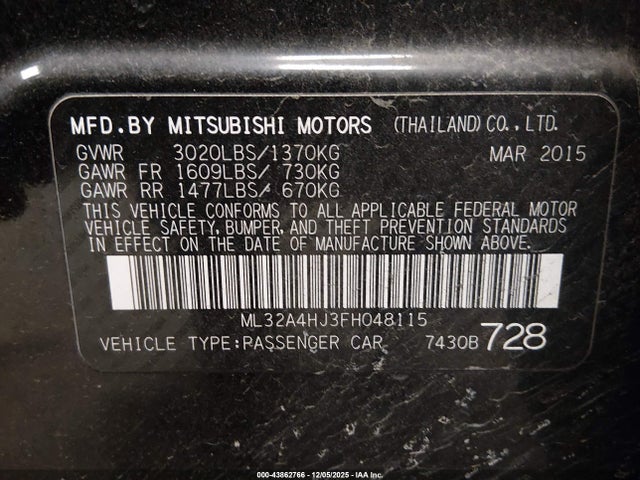 MFD.BY MITSUBISHI MOTORS (THAILAND)CO.,LTD.
GVWR 3020LBS/1370KG MAR 2015
GAWR FR 1609LBS/ 730KG
GAWR RR 1477LBS/ 670KG
THIS VEHICLE CONFORMS TO ALL APPLICABLE FEDERAL MOTOR
VEHICLE SAFETY, BUMPER, AND THEFT PREVENTION STANDARDS
IN EFFECT ON THE DATE OF MANUFACTURE SHOWN ABOVE.
ML32A4HJ3FH048115
VEHICLE TYPE:PASSENGER CAR 7430B 728
000-43862766 - 12/05/2025 - IAA Inc.